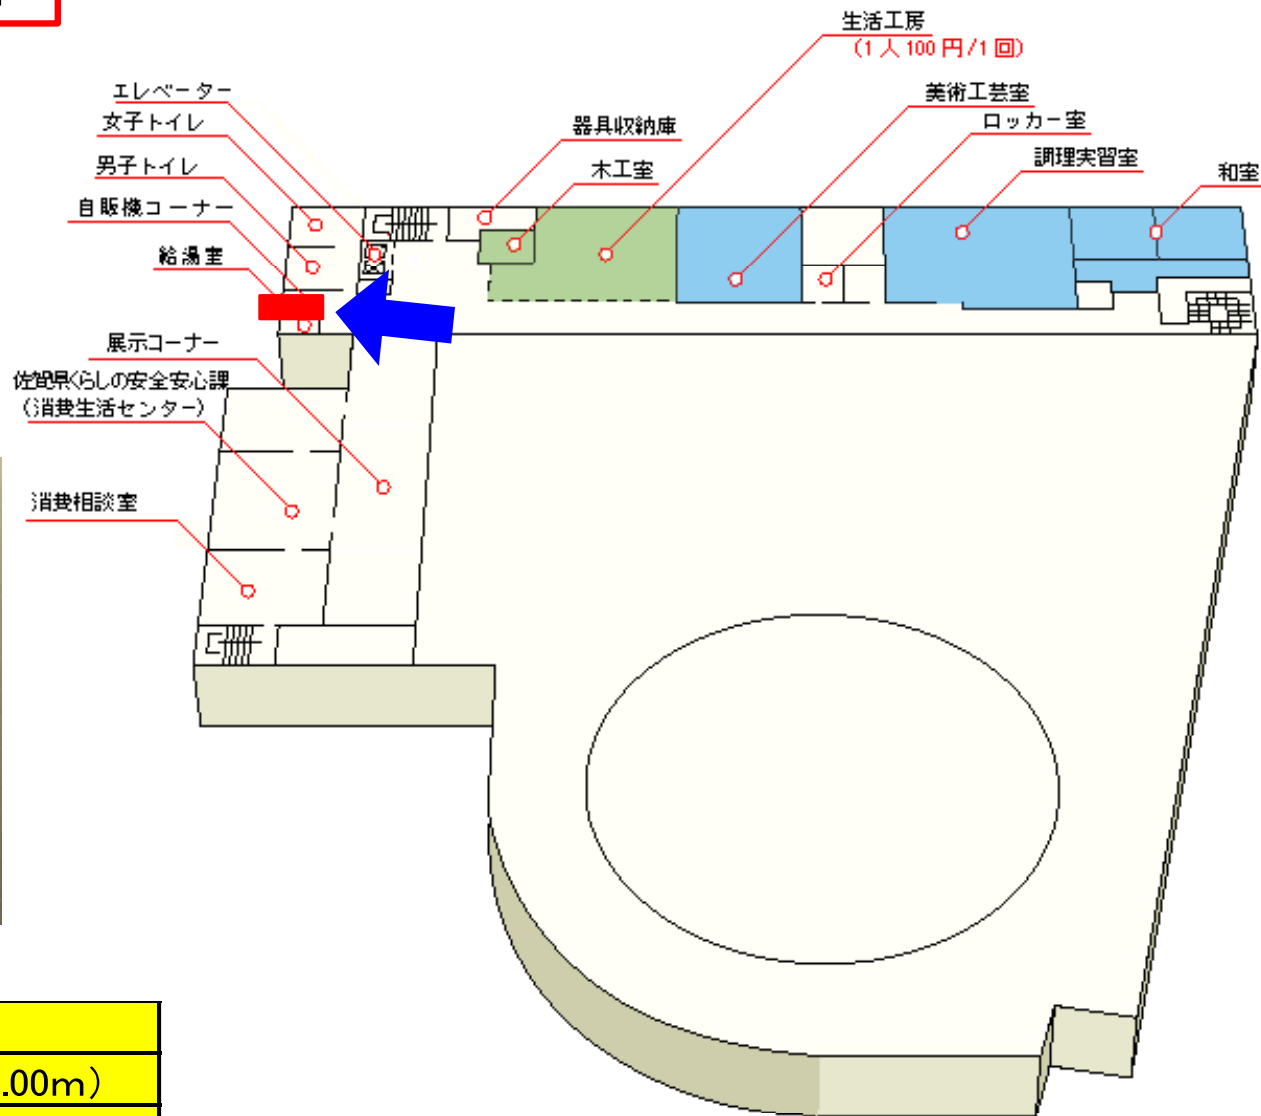 生活工房
(1人100円/1回)
エレベーター
美術工芸室
女子トイレ
器具収納庫
ロッカー室
男子トイレ
木工室
調理実習室
和室
自販機コーナー
給湯室
展示コーナー
佐賀県くらしの安全安心課
(消費生活センター)
消費相談室
.00m)